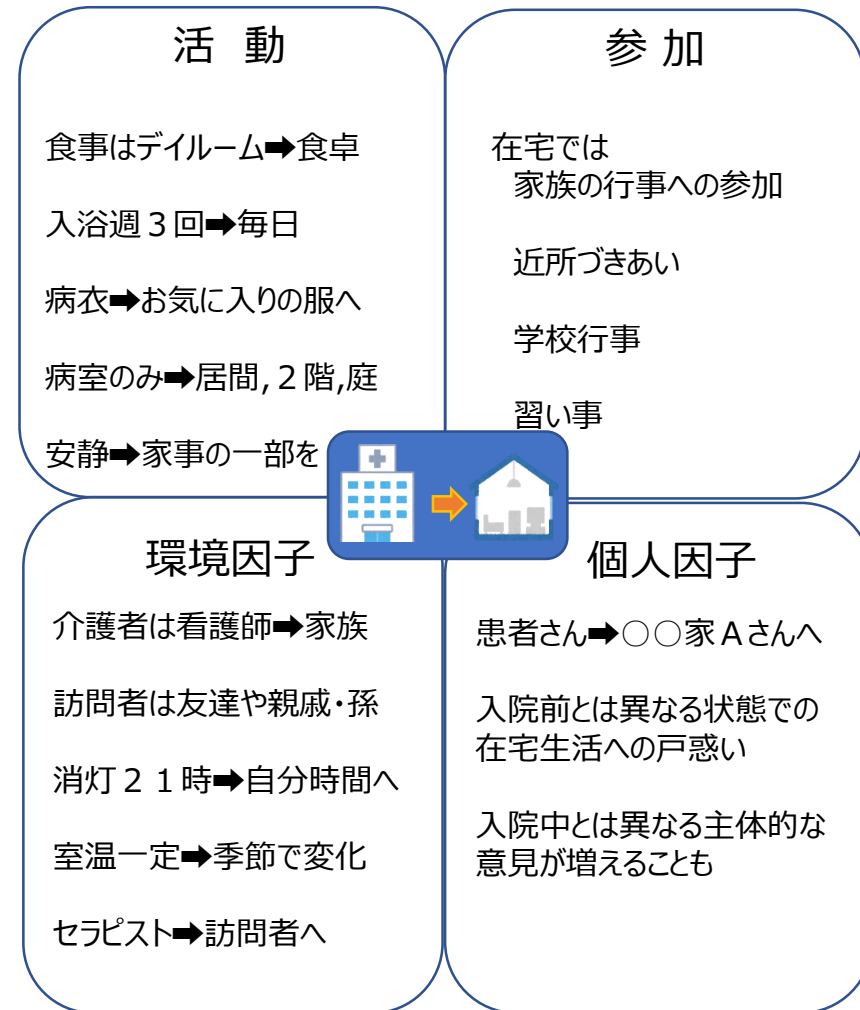 活 動
食事はデイルーム➡食卓
入浴週３回➡毎日
病衣➡お気に入りの服へ
病室のみ➡居間,２階,庭
安静➡家事の一部を
参 加
在宅では
家族の行事への参加
近所づきあい
学校行事
習い事
環境因子
介護者は看護師➡家族
訪問者は友達や親戚・孫
消灯２１時➡自分時間へ
室温一定➡季節で変化
セラピスト➡訪問者へ
個人因子
患者さん➡○○家Ａさんへ
入院前とは異なる状態での
在宅生活への戸惑い
入院中とは異なる主体的な
意見が増えることも